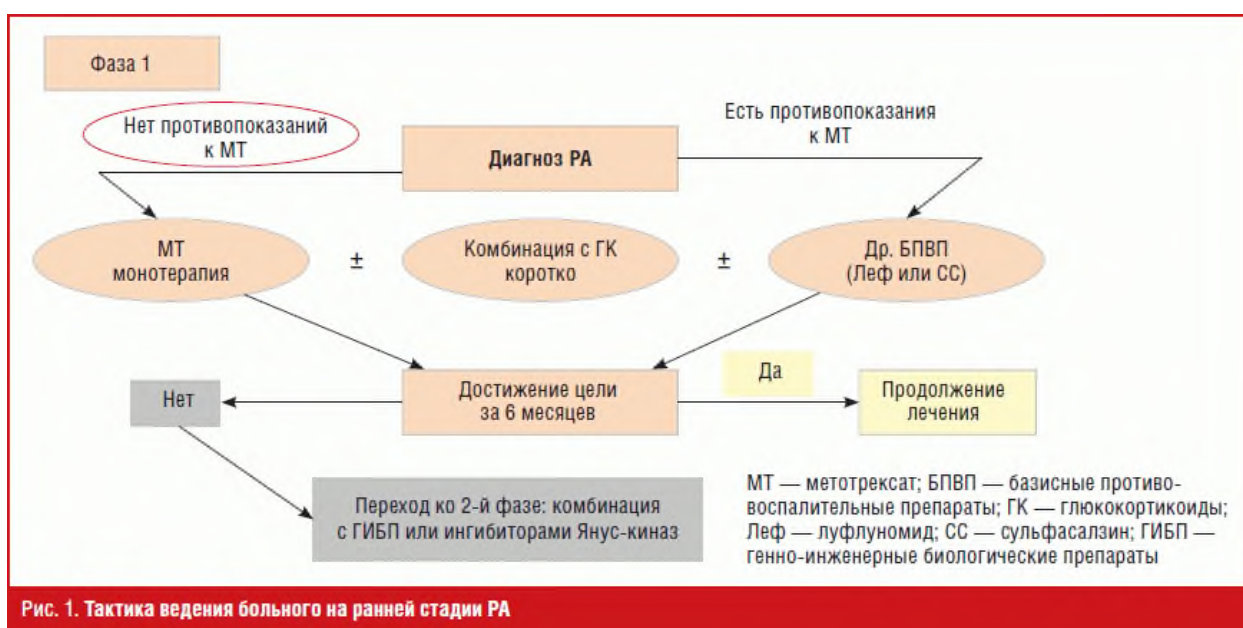 Фаза 1
Нет противопоказаний
к МТ
Диагноз РА
Есть противопоказания
к МТ
МТ
монотерапия
±
Комбинация с ГК
коротко
±
Др. БПВП
(Леф или СС)
Нет
Достижение цели
за 6 месяцев
Да
Продолжение
лечения
Переход ко 2-й фазе: комбинация
с ГИБП или ингибиторами Янус-киназ
МТ — метотрексат; БПВП — базисные противо-
воспалительные препараты; ГК — глюкокортикоиды;
Леф — луфлуномид; СС — сульфасалзин; ГИБП —
генно-инженерные биологические препараты
Рис. 1. Тактика ведения больного на ранней стадии РА